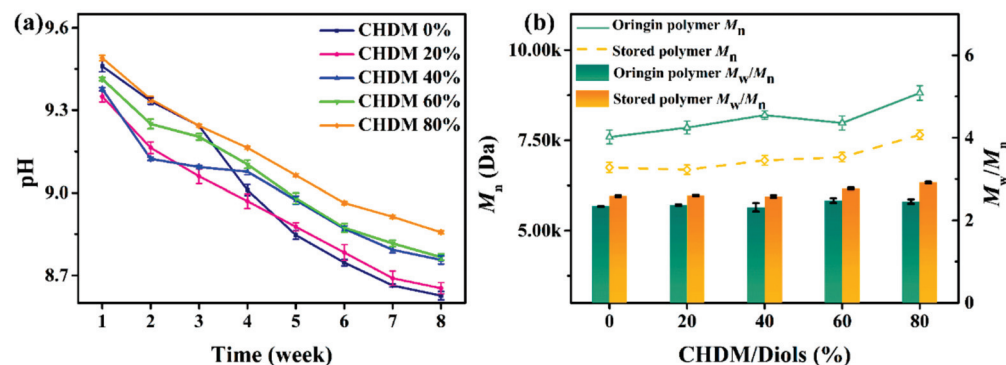 (a)
CHDM 0%
CHDM 20%
CHDM 40%
CHDM 60%
CHDM 80%
9.6
9.3
9.0
8.7
pH
1 2 3 4 5 6 7 8
Time (week)
(b)
Oringin polymer Mn
Stored polymer Mn
Oringin polymer Mw/Mn
Stored polymer Mw/Mn
10.00k
7.50k
5.00k
Mn (Da)
6
5
4
3
2
1
0
Mw/Mn
0 20 40 60 80
CHDM/Diols (%)